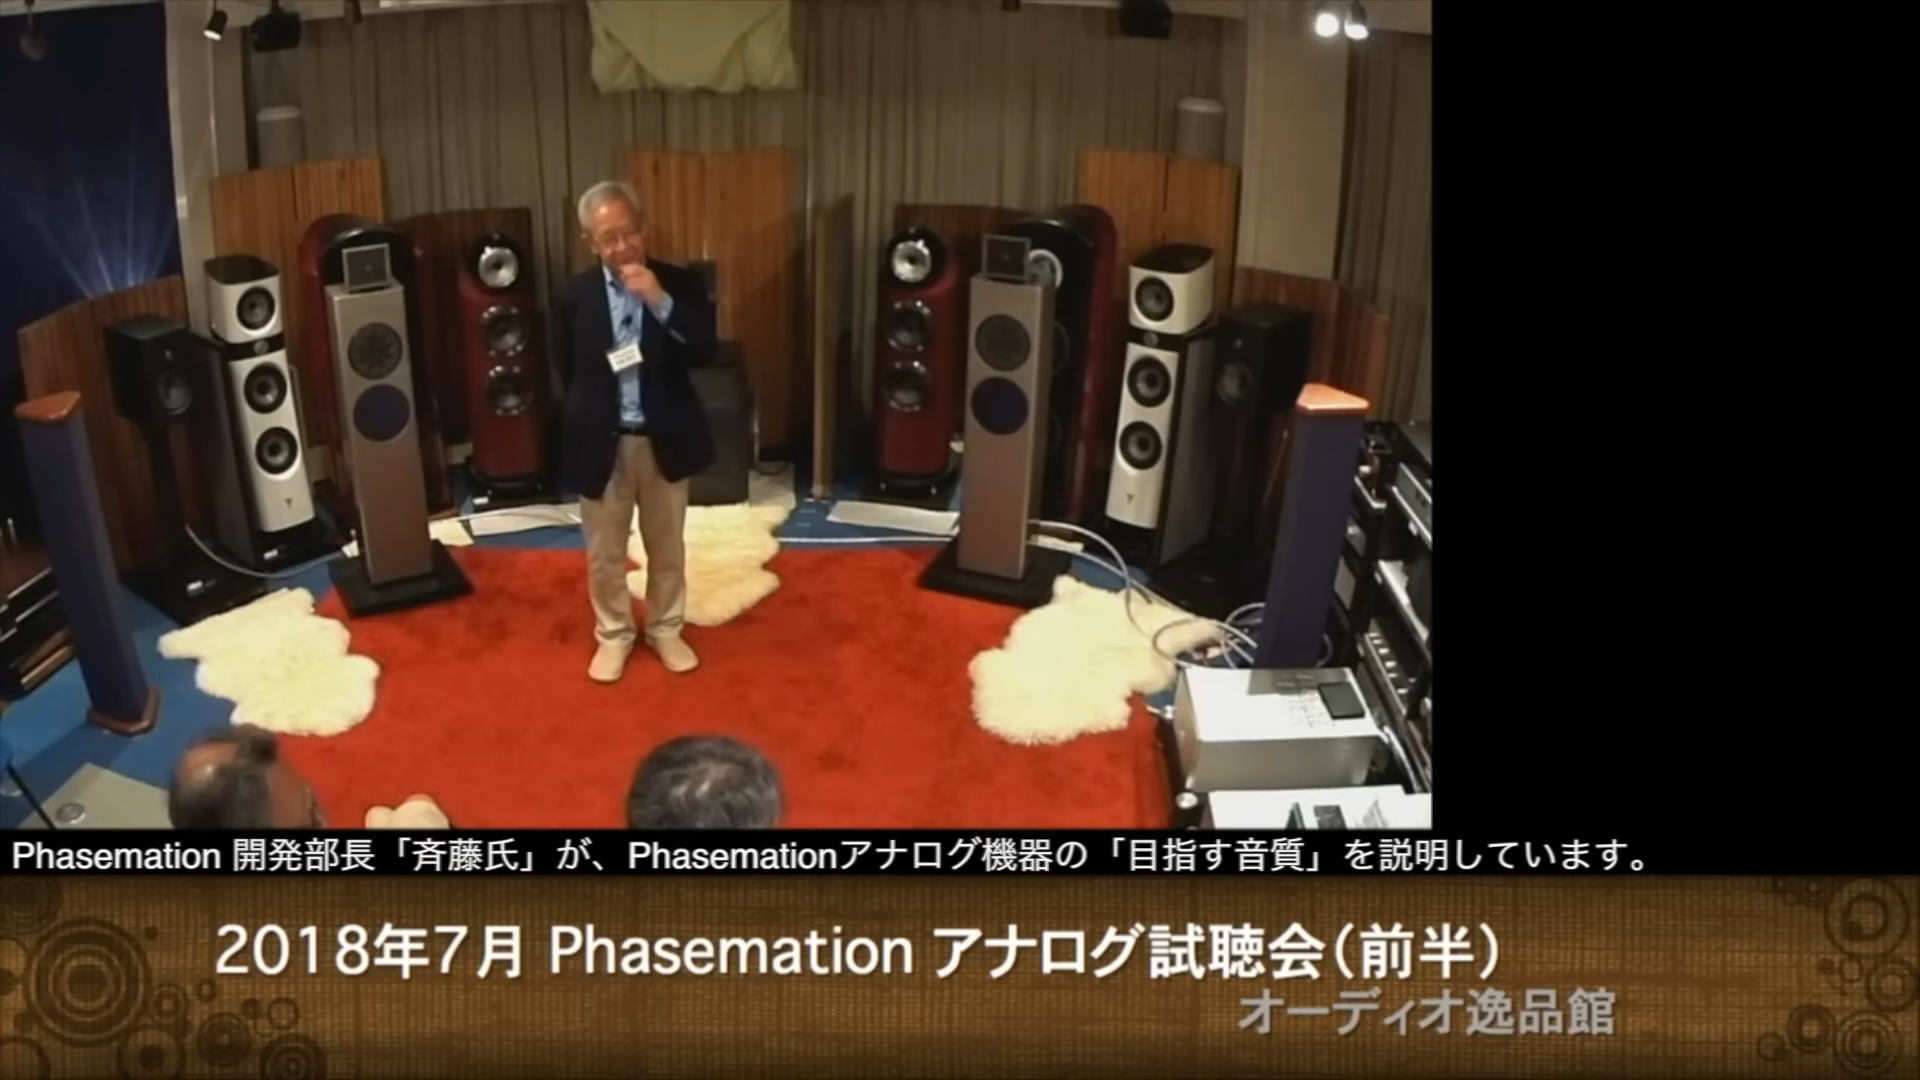 Phasemation 開発部長「斉藤氏」が、Phasemationアナログ機器の「目指す音質」を説明しています。
2018年7月 Phasemation アナログ試聴会(前半)
オーディオ逸品館